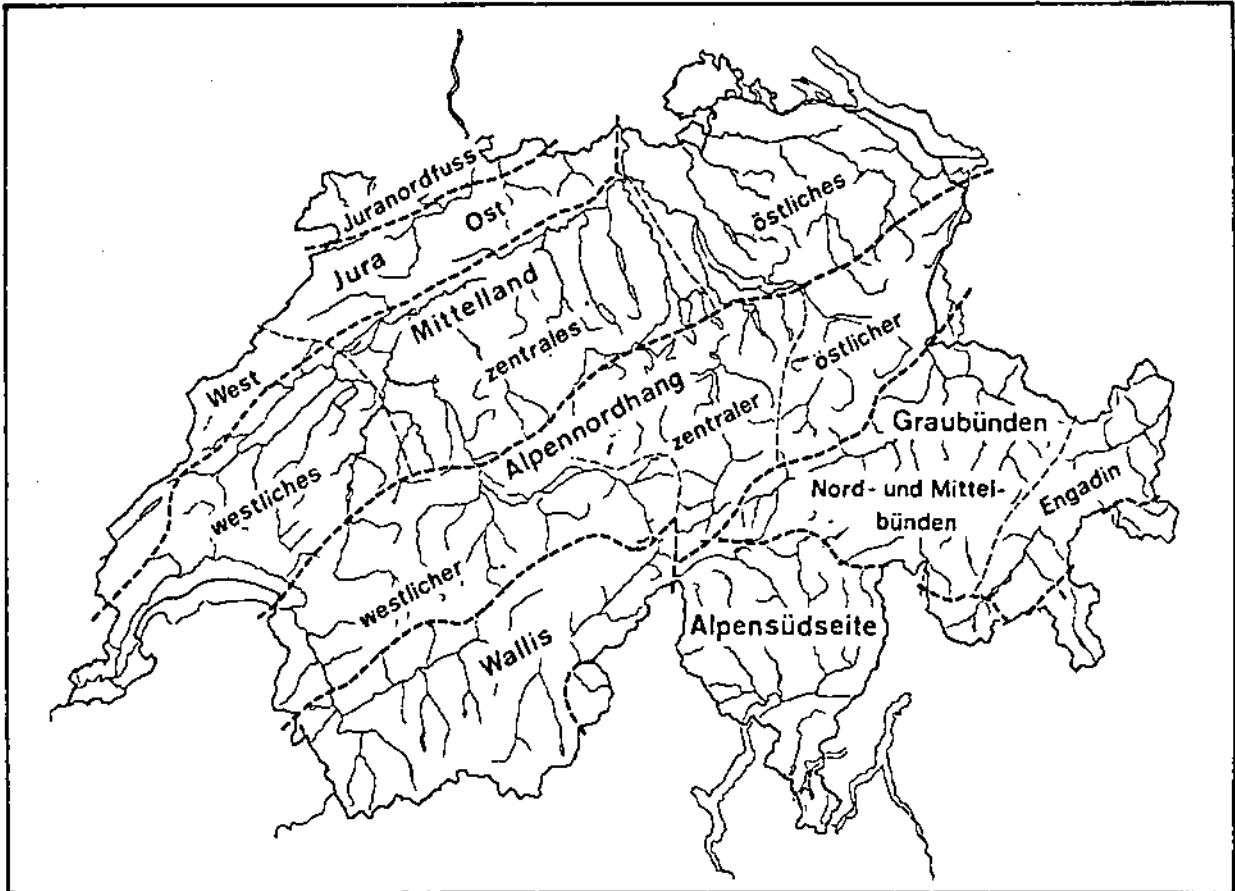 Juranordfuss
Ost
Jura
West
östliches
Mittelland
zentrales
westliches
östlicher
Alpennordhang
zentraler
westlicher
Graubünden
Nord- und Mittel-
bünden
Engadin
Wallis
Alpensüdseite